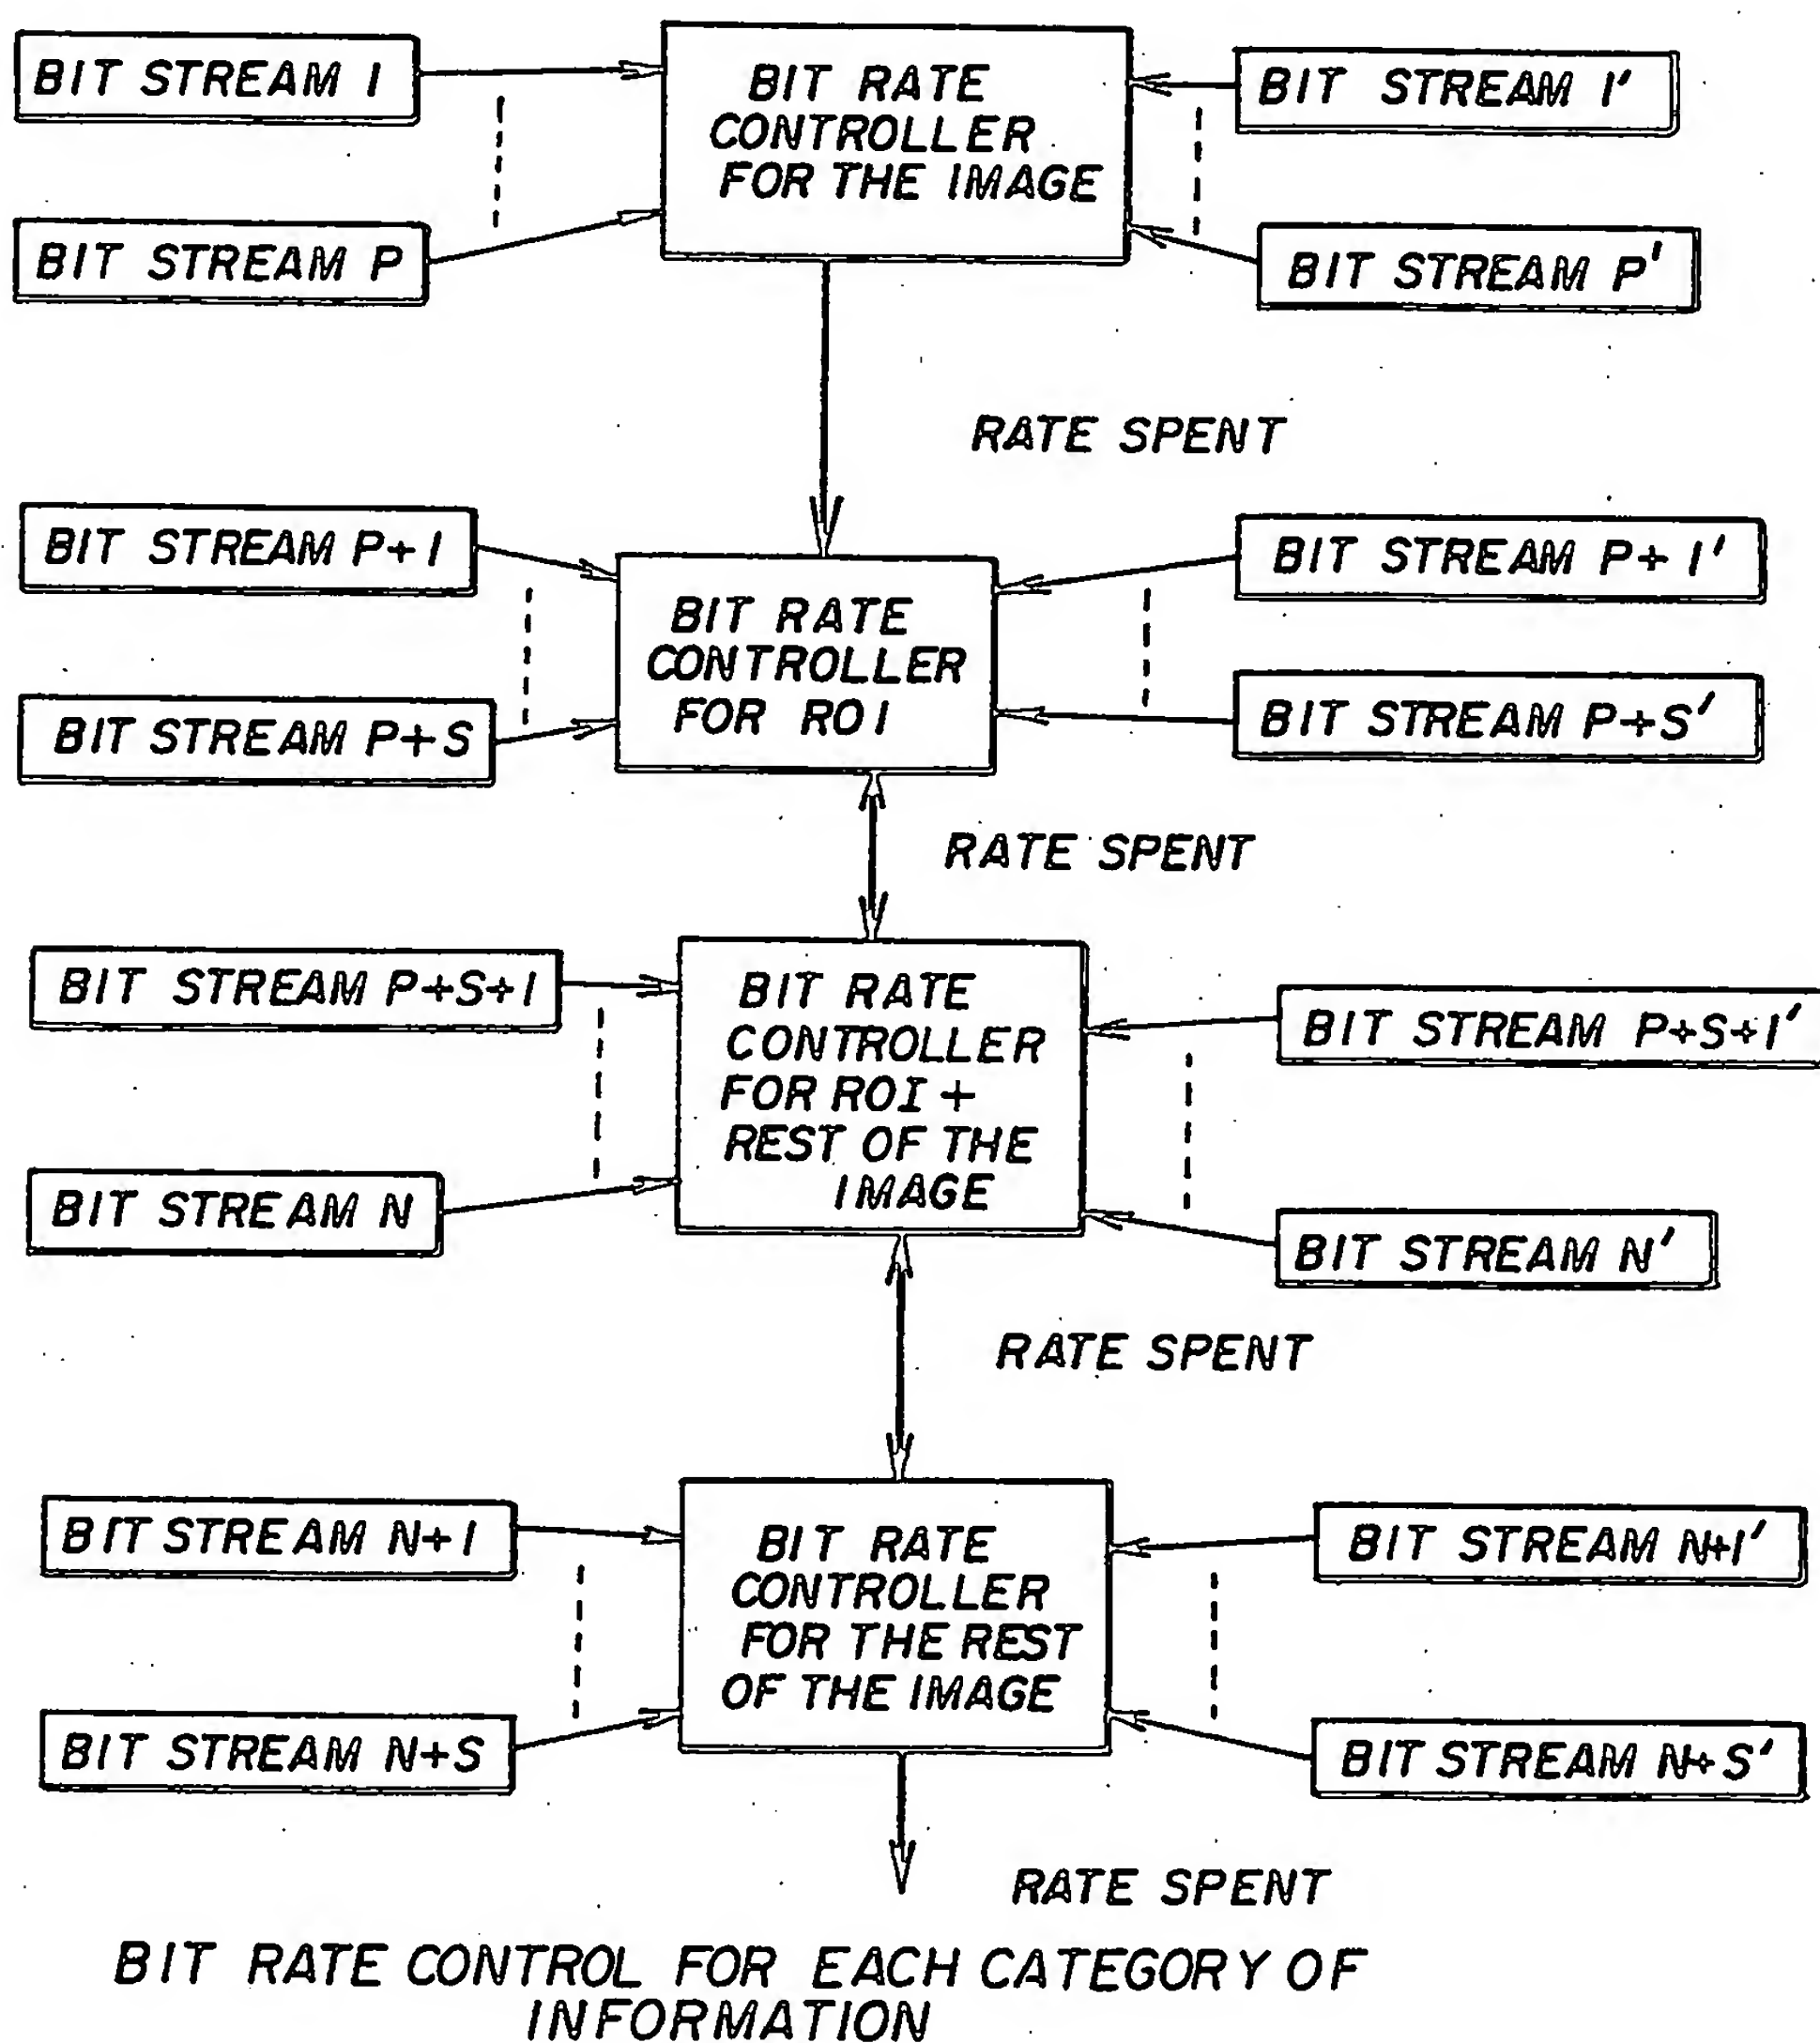 BIT STREAM 1
BIT RATE
CONTROLLER
FOR THE IMAGE
BIT STREAM 1'
BIT STREAM P
BIT STREAM P'
RATE SPENT
BIT STREAM P+1
BIT RATE
CONTROLLER
FOR ROI
BIT STREAM P+1'
BIT STREAM P+S
BIT STREAM P+S'
RATE SPENT
BIT STREAM P+S+1
BIT RATE
CONTROLLER
FOR ROI +
REST OF THE
IMAGE
BIT STREAM P+S+1'
BIT STREAM N
BIT STREAM N'
RATE SPENT
BIT STREAM N+1
BIT RATE
CONTROLLER
FOR THE REST
OF THE IMAGE
BIT STREAM N+1'
BIT STREAM N+S
BIT STREAM N+S'
RATE SPENT
BIT RATE CONTROL FOR EACH CATEGORY OF
INFORMATION